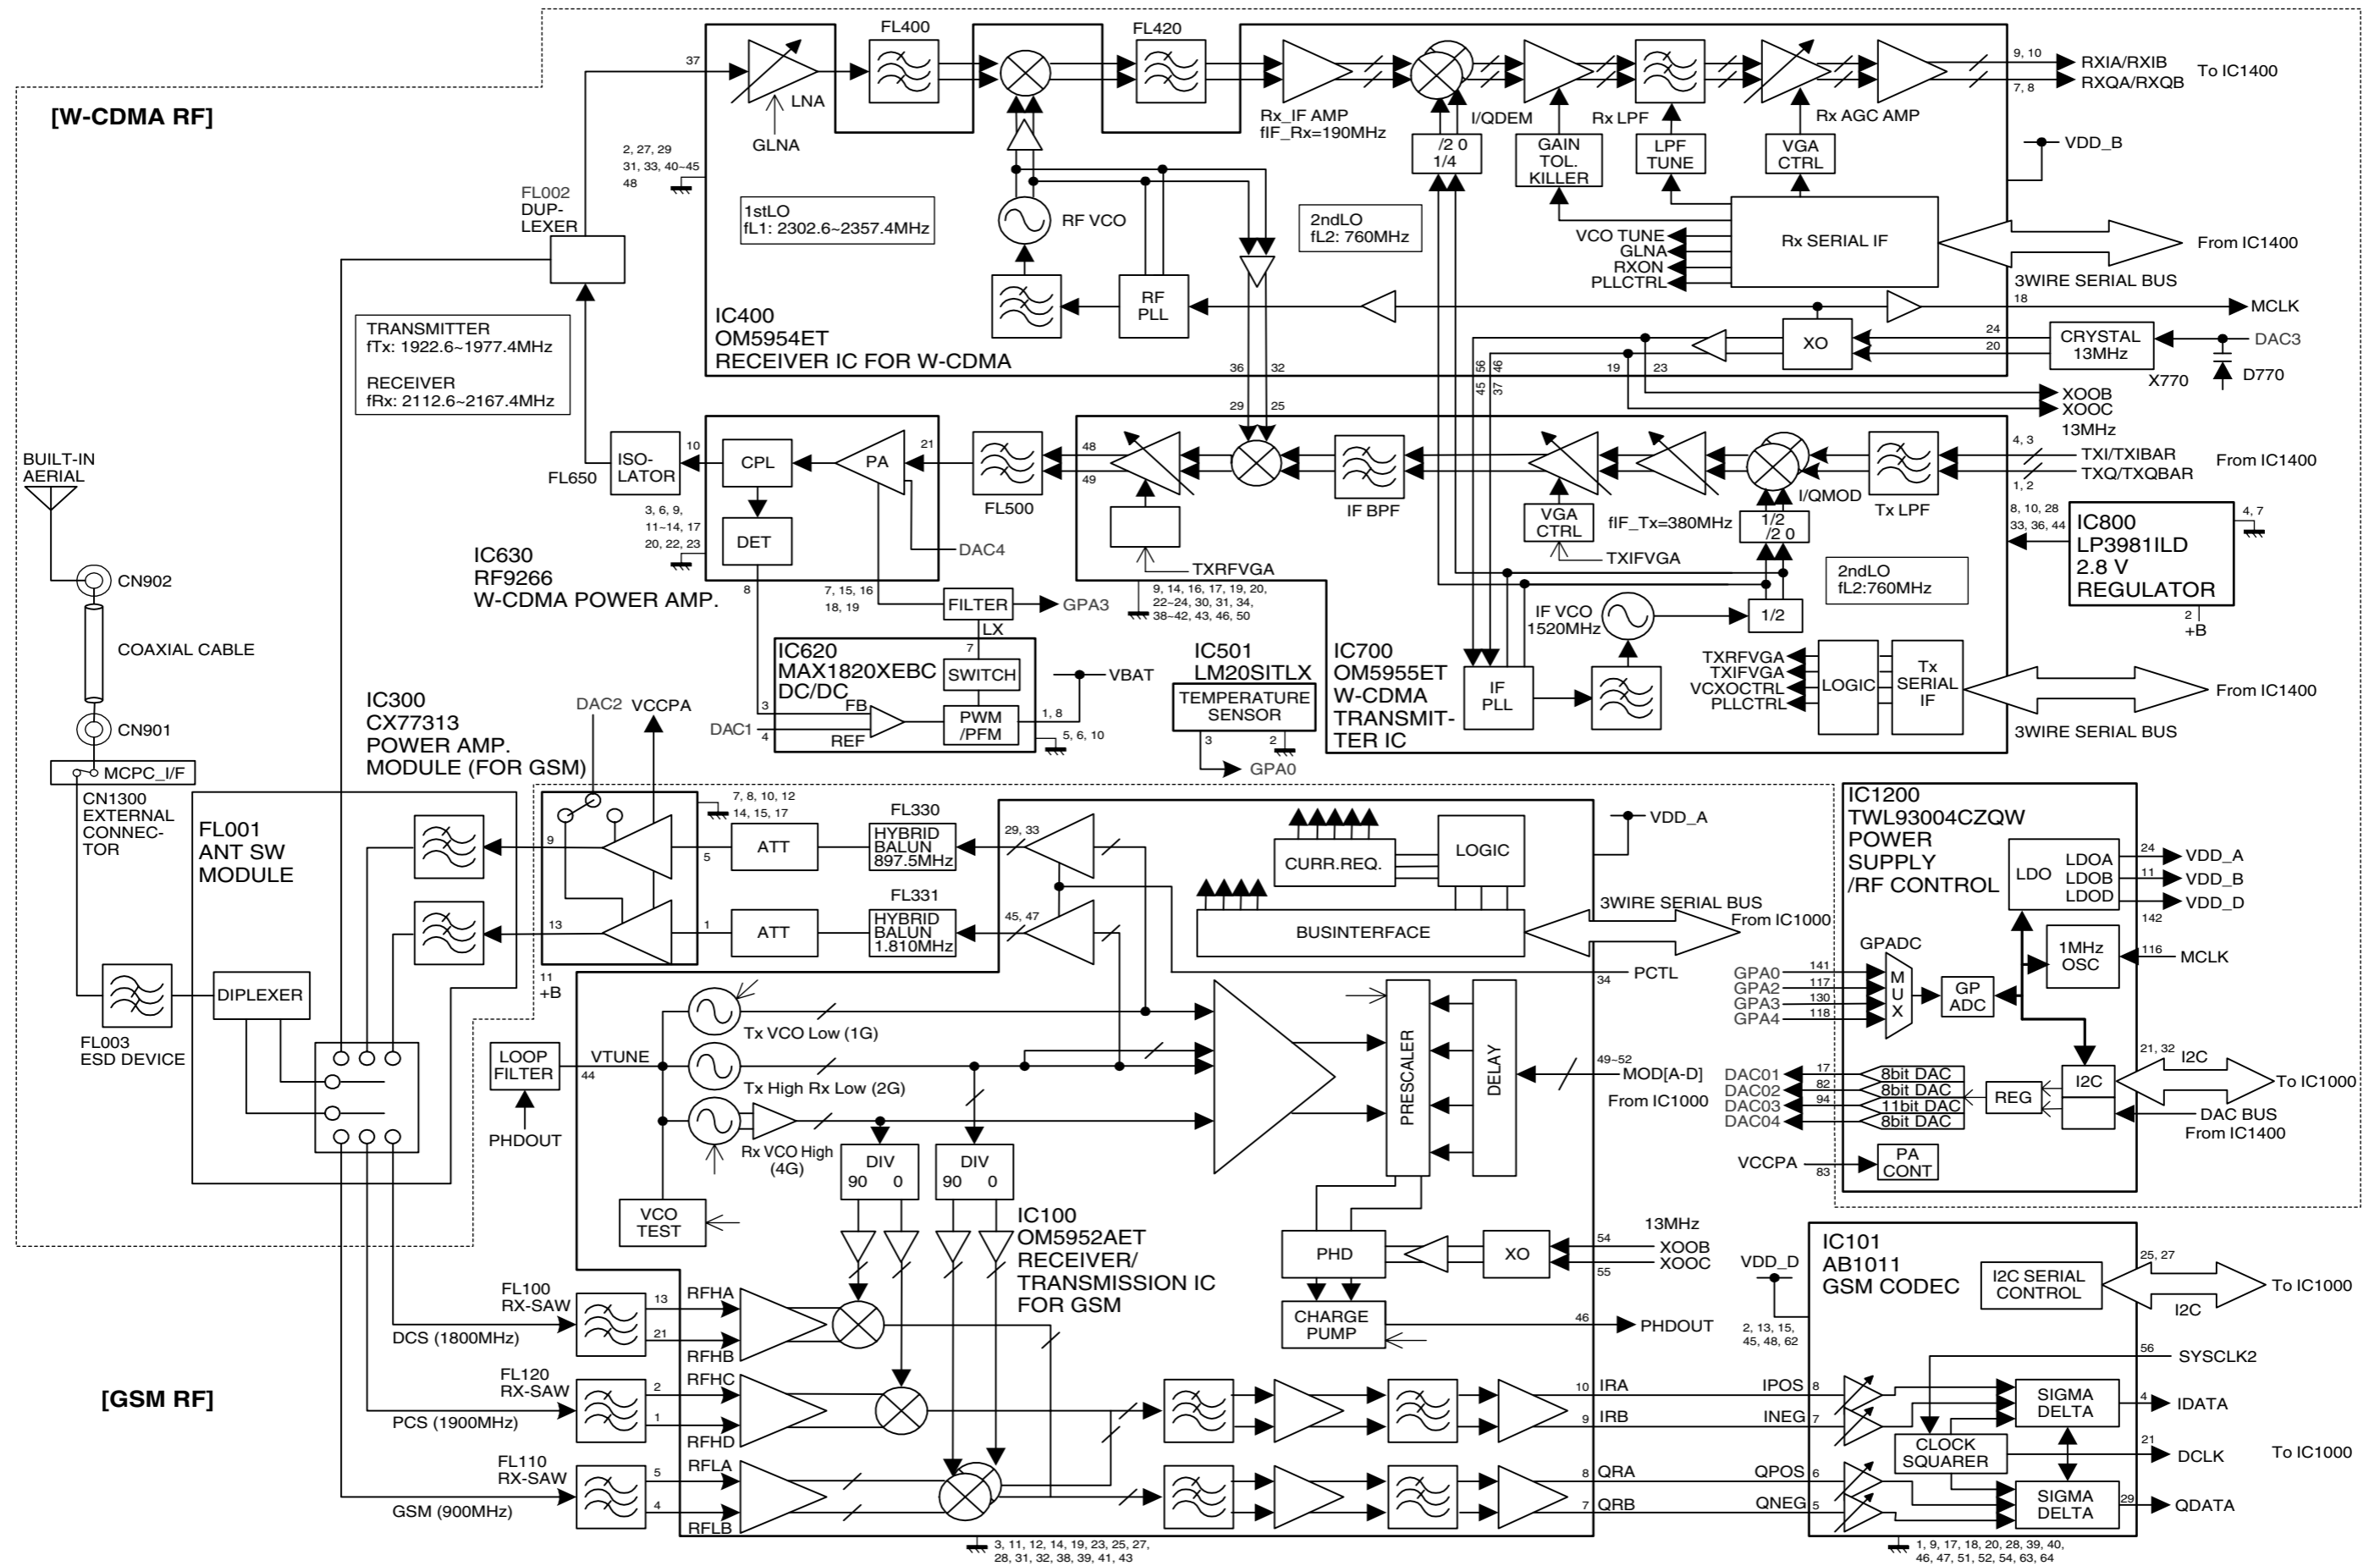 [W-CDMA RF]
FL400
FL420
37
LNA
GLNA
2, 27, 29
31, 33, 40~45
48
Rx_IF AMP
fIF_Rx=190MHz
I/QDEM
Rx LPF
Rx AGC AMP
9, 10
RXIA/RXIB
RXQA/RXQB
7, 8
To IC1400
/2 0
1/4
GAIN
TOL.
KILLER
LPF
TUNE
VGA
CTRL
VDD_B
FL002
DUP-
LEXER
1stLO
fL1: 2302.6~2357.4MHz
RF VCO
2ndLO
fL2: 760MHz
VCO TUNE
GLNA
RXON
PLLCTRL
Rx SERIAL IF
From IC1400
3WIRE SERIAL BUS
RF
PLL
18
MCLK
IC400
OM5954ET
RECEIVER IC FOR W-CDMA
TRANSMITTER
fTx: 1922.6~1977.4MHz
RECEIVER
fRx: 2112.6~2167.4MHz
XO
24
20
CRYSTAL
13MHz
X770
DAC3
D770
36
32
56
46
19
23
45
37
XOOB
XOOC
13MHz
29
25
BUILT-IN
AERIAL
FL650
ISO-
LATOR
10
CPL
PA
21
FL500
48
49
IF BPF
I/QMOD
Tx LPF
4, 3
TXI/TXIBAR
TXQ/TXQBAR
1, 2
From IC1400
3, 6, 9,
11~14, 17
20, 22, 23
DET
DAC4
IC630
RF9266
W-CDMA POWER AMP.
8
7, 15, 16
18, 19
FILTER
GPA3
LX
TXRFVGA
9, 14, 16, 17, 19, 20,
22~24, 30, 31, 34,
38~42, 43, 46, 50
VGA
CTRL
TXIFVGA
fIF_Tx=380MHz
1/2
/2 0
2ndLO
fL2:760MHz
8, 10, 28
33, 36, 44
IC800
LP3981ILD
2.8 V
REGULATOR
4, 7
2
+B
CN902
COAXIAL CABLE
CN901
MCPC_I/F
CN1300
EXTERNAL
CONNEC-
TOR
IF VCO
1520MHz
1/2
IC620
MAX1820XEBC
DC/DC
7
SWITCH
VBAT
FB
3
DAC1
4
REF
PWM
/PFM
1, 8
5, 6, 10
IC501
LM20SITLX
TEMPERATURE
SENSOR
3
2
GPA0
IC700
OM5955ET
W-CDMA
TRANSMIT-
TER IC
IF
PLL
TXRFVGA
TXIFVGA
VCXOCTRL
PLLCTRL
LOGIC
Tx
SERIAL
IF
From IC1400
3WIRE SERIAL BUS
IC300
CX77313
POWER AMP.
MODULE (FOR GSM)
DAC2
VCCPA
FL001
ANT SW
MODULE
7, 8, 10, 12
14, 15, 17
9
5
ATT
FL330
HYBRID
BALUN
897.5MHz
29, 33
13
1
ATT
FL331
HYBRID
BALUN
1.810MHz
45, 47
11
+B
CURR.REQ.
LOGIC
VDD_A
BUSINTERFACE
3WIRE SERIAL BUS
From IC1000
PCTL
34
IC1200
TWL93004CZQW
POWER
SUPPLY
/RF CONTROL
LDO
LDOA
LDOB
LDOD
24
VDD_A
11
VDD_B
VDD_D
142
GPADC
GPA0
141
GPA2
117
GPA3
130
GPA4
118
M
U
X
GP
ADC
1MHz
OSC
116
MCLK
FL003
ESD DEVICE
DIPLEXER
LOOP
FILTER
VTUNE
44
PHDOUT
Tx VCO Low (1G)
Tx High Rx Low (2G)
Rx VCO High
(4G)
PRESCALER
DELAY
49~52
MOD[A-D]
From IC1000
DAC01
17
8bit DAC
DAC02
82
8bit DAC
DAC03
94
11bit DAC
DAC04
8bit DAC
REG
I2C
21, 32
I2C
To IC1000
DAC BUS
From IC1400
VCCPA
83
PA
CONT
VCO
TEST
DIV
90 0
DIV
90 0
IC100
OM5952AET
RECEIVER/
TRANSMISSION IC
FOR GSM
PHD
XO
13MHz
54
XOOB
XOOC
55
CHARGE
PUMP
46
PHDOUT
VDD_D
2, 13, 15,
45, 48, 62
IC101
AB1011
GSM CODEC
I2C SERIAL
CONTROL
25, 27
I2C
To IC1000
[GSM RF]
FL100
RX-SAW
DCS (1800MHz)
13
RFHA
21
RFHB
FL120
RX-SAW
PCS (1900MHz)
2
RFHC
1
RFHD
FL110
RX-SAW
GSM (900MHz)
5
RFLA
4
RFLB
10
IRA
9
IRB
8
QRA
7
QRB
IPOS
8
INEG
7
QPOS
6
QNEG
5
56
SYSCLK2
SIGMA
DELTA
4
IDATA
CLOCK
SQUARER
21
DCLK
To IC1000
SIGMA
DELTA
29
QDATA
3, 11, 12, 14, 19, 23, 25, 27,
28, 31, 32, 38, 39, 41, 43
1, 9, 17, 18, 20, 28, 39, 40,
46, 47, 51, 52, 54, 63, 64